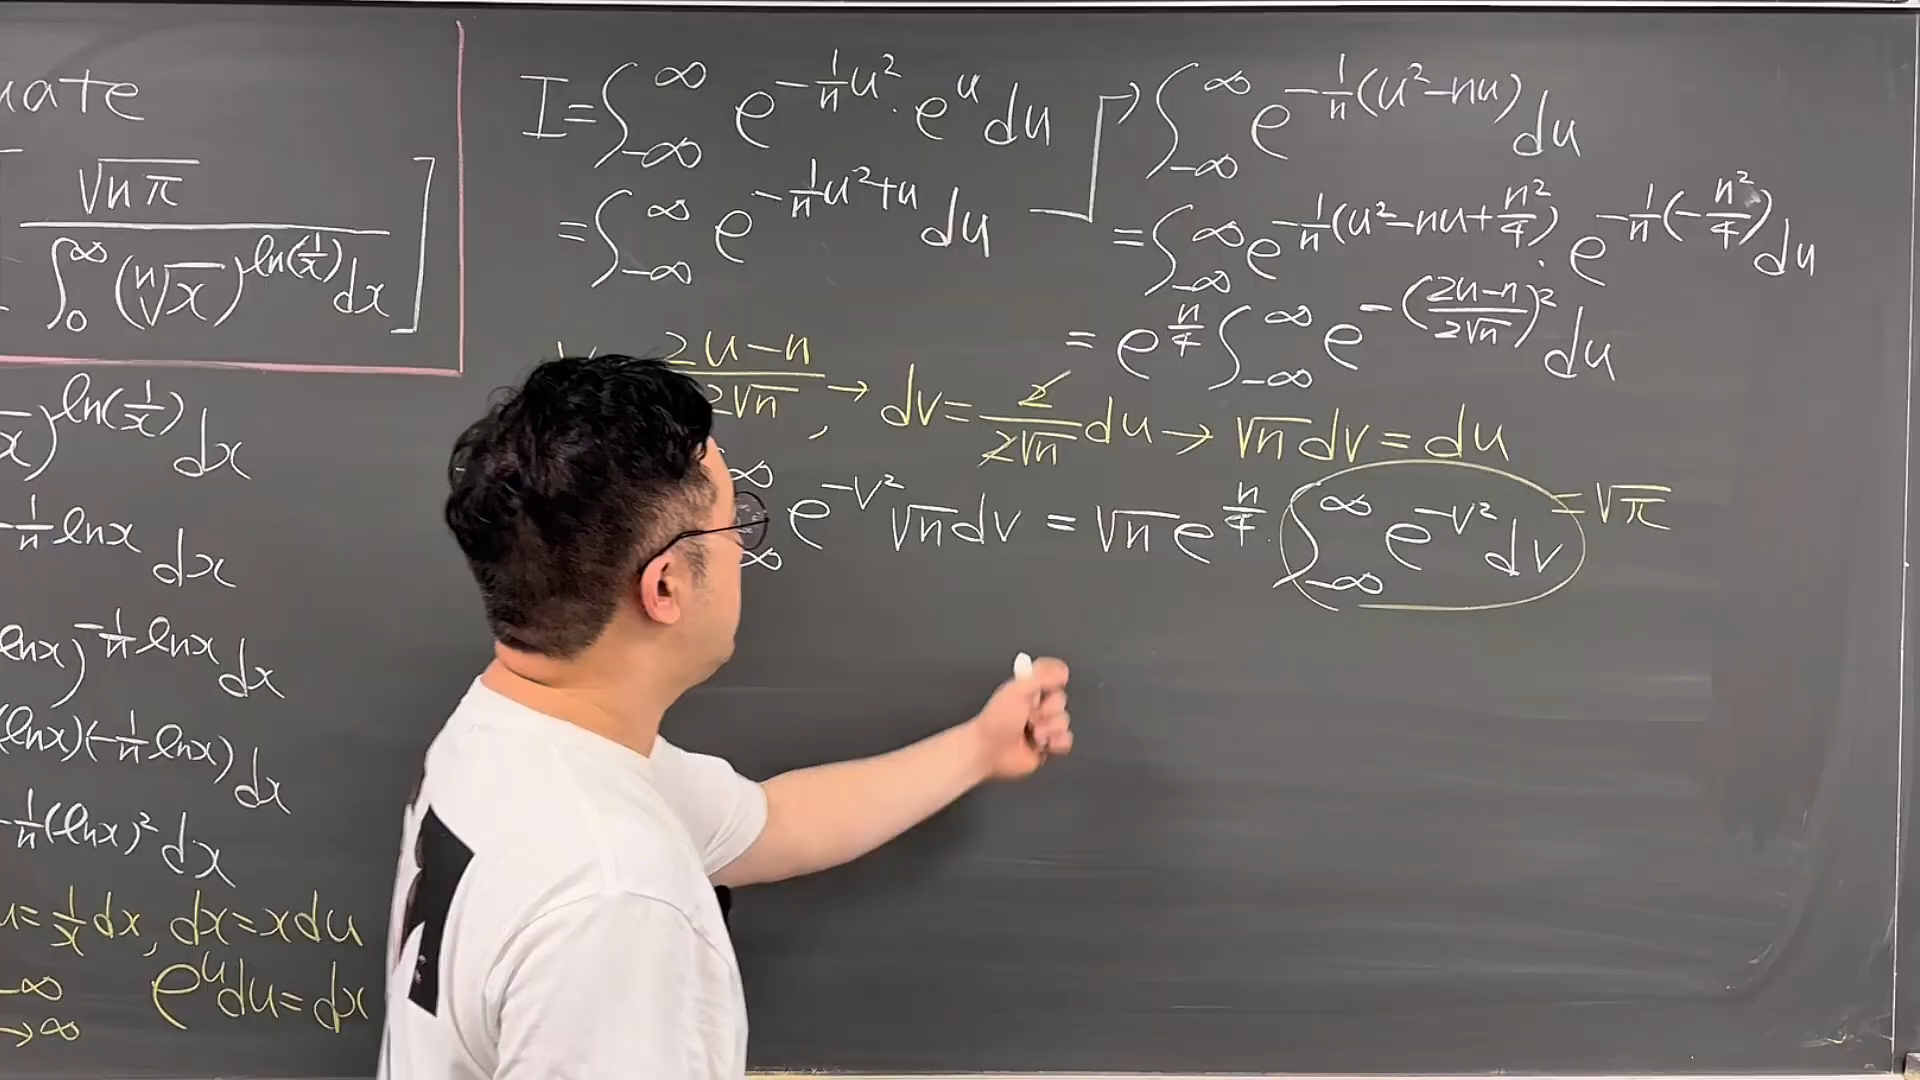 uate
√(nπ) / ∫₀^∞ (ⁿ√x)^{ln(1/x)} dx ]
x)^{ln(1/x)} dx
-1/n lnx dx
lnx)^{-1/n lnx} dx
(lnx)(-1/n lnx) dx
-1/n (lnx)² dx
u = 1/x dx, dx = xdu
-∞ e^u du = dx
→∞
I = ∫_{-∞}^{∞} e^{-1/n u²} · e^u du
= ∫_{-∞}^{∞} e^{-1/n u² + u} du
→ ∫_{-∞}^{∞} e^{-1/n (u² - nu)} du
= ∫_{-∞}^{∞} e^{-1/n (u² - nu + n²/4)} · e^{-1/n (-n²/4)} du
= e^{n/4} ∫_{-∞}^{∞} e^{-((2u-n)/(2√n))²} du
2u-n / 2√n , → dv = 2/(2√n) du → √n dv = du
∞ ∞ e^{-v²} √n dv = √n e^{n/4} · ∫_{-∞}^{∞} e^{-v²} dv = √π